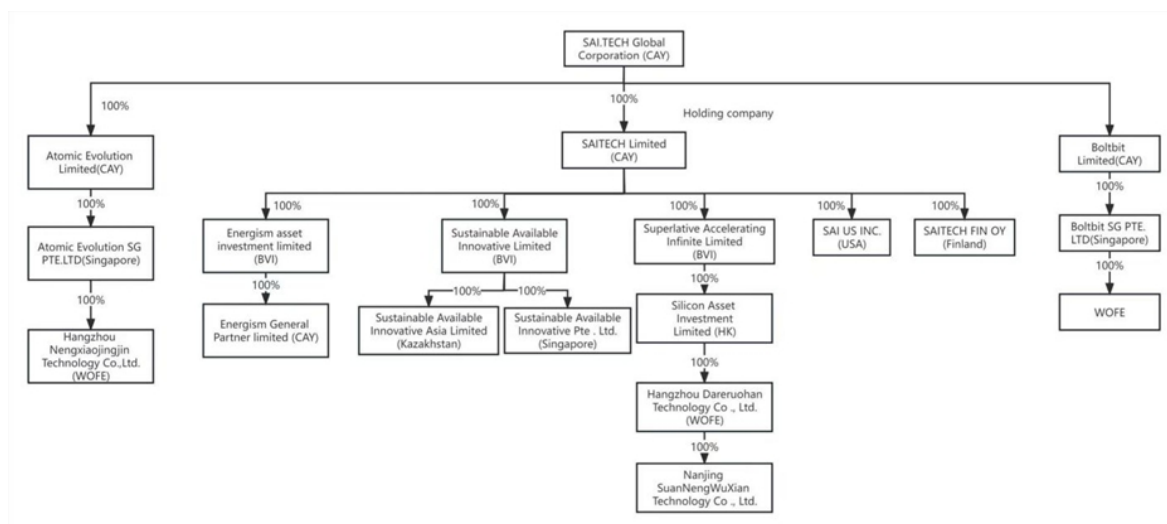 SAI.TECH Global
Corporation (CAY)
100%
100%
100%
Holding company
Atomic Evolution
Limited(CAY)
SAITECH Limited
(CAY)
Boltbit
Limited(CAY)
100%
100%
100%
100%
100%
100%
100%
Atomic Evolution SG
PTE.LTD(Singapore)
Energism asset
investment limited
(BVI)
Sustainable Available
Innovative Limited
(BVI)
Superlative Accelerating
Infinite Limited
(BVI)
SAI US INC.
(USA)
SAITECH FIN OY
(Finland)
Boltbit SG PTE.
LTD(Singapore)
100%
100%
100%
100%
100%
100%
Hangzhou
Nengxiaojingjin
Technology Co.,Ltd.
(WOFE)
Energism General
Partner limited (CAY)
Sustainable Available
Innovative Asia Limited
(Kazakhstan)
Sustainable Available
Innovative Pte . Ltd.
(Singapore)
Silicon Asset
Investment
Limited (HK)
WOFE
100%
Hangzhou Dareruohan
Technology Co ., Ltd.
(WOFE)
100%
Nanjing
SuanNengWuXian
Technology Co ., Ltd.